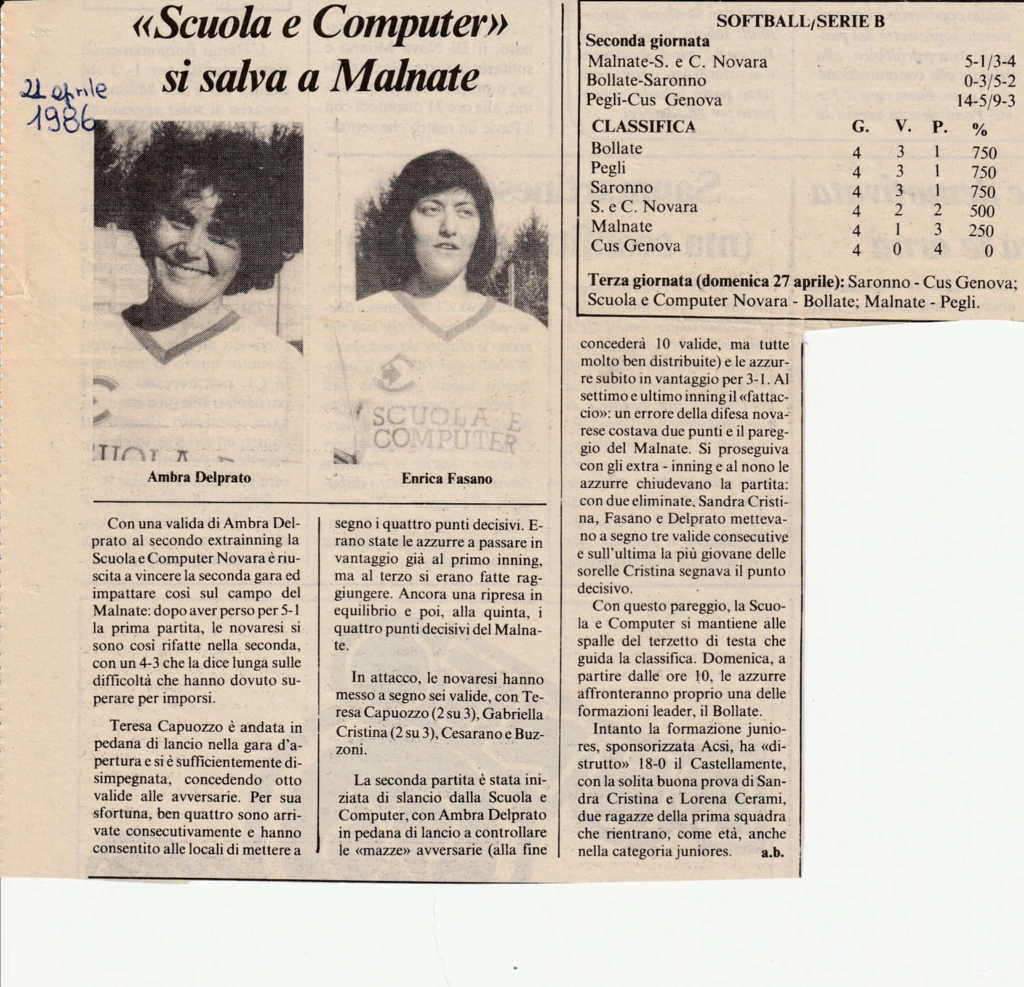 «Scuola e Computer»
si salva a Malnate
21 aprile
1986
SCUOLA E
COMPUTER
Ambra Delprato
Enrica Fasano
Con una valida di Ambra Del-
prato al secondo extrainning la
Scuola e Computer Novara è riu-
scita a vincere la seconda gara ed
impattare così sul campo del
Malnate: dopo aver perso per 5-1
la prima partita, le novaresi si
sono così rifatte nella seconda,
con un 4-3 che la dice lunga sulle
difficoltà che hanno dovuto su-
perare per imporsi.
Teresa Capuozzo è andata in
pedana di lancio nella gara d'a-
pertura e si è sufficientemente di-
simpegnata, concedendo otto
valide alle avversarie. Per sua
sfortuna, ben quattro sono arri-
vate consecutivamente e hanno
consentito alle locali di mettere a
segno i quattro punti decisivi. E-
rano state le azzurre a passare in
vantaggio già al primo inning,
ma al terzo si erano fatte rag-
giungere. Ancora una ripresa in
equilibrio e poi, alla quinta, i
quattro punti decisivi del Malna-
te.
In attacco, le novaresi hanno
messo a segno sei valide, con Te-
resa Capuozzo (2 su 3), Gabriella
Cristina (2 su 3), Cesarano e Buz-
zoni.
La seconda partita è stata ini-
ziata di slancio dalla Scuola e
Computer, con Ambra Delprato
in pedana di lancio a controllare
le «mazze» avversarie (alla fine
concederà 10 valide, ma tutte
molto ben distribuite) e le azzur-
re subito in vantaggio per 3-1. Al
settimo e ultimo inning il «fattac-
cio»: un errore della difesa nova-
rese costava due punti e il pareg-
gio del Malnate. Si proseguiva
con gli extra - inning e al nono le
azzurre chiudevano la partita:
con due eliminate, Sandra Cristi-
na, Fasano e Delprato metteva-
no a segno tre valide consecutive
e sull'ultima la più giovane delle
sorelle Cristina segnava il punto
decisivo.
Con questo pareggio, la Scuo-
la e Computer si mantiene alle
spalle del terzetto di testa che
guida la classifica. Domenica, a
partire dalle ore 10, le azzurre
affronteranno proprio una delle
formazioni leader, il Bollate.
Intanto la formazione junio-
res, sponsorizzata Acsi, ha «di-
strutto» 18-0 il Castellamente,
con la solita buona prova di San-
dra Cristina e Lorena Cerami,
due ragazze della prima squadra
che rientrano, come età, anche
nella categoria juniores. a.b.
SOFTBALL/SERIE B
Seconda giornata
Malnate-S. e C. Novara 5-1/3-4
Bollate-Saronno 0-3/5-2
Pegli-Cus Genova 14-5/9-3
CLASSIFICA G. V. P. %
Bollate 4 3 1 750
Pegli 4 3 1 750
Saronno 4 3 1 750
S. e C. Novara 4 2 2 500
Malnate 4 1 3 250
Cus Genova 4 0 4 0
Terza giornata (domenica 27 aprile): Saronno - Cus Genova;
Scuola e Computer Novara - Bollate; Malnate - Pegli.